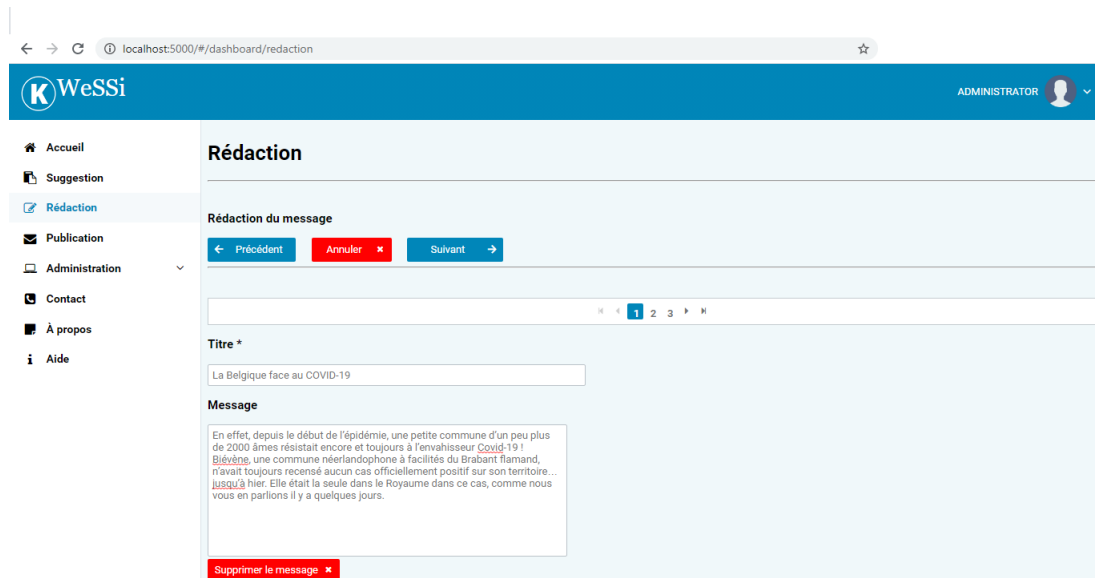 localhost:5000/#/dashboard/redaction
K WeSSi
ADMINISTRATOR
Accueil
Suggestion
Rédaction
Publication
Administration
Contact
À propos
Aide
Rédaction
Rédaction du message
Précédent
Annuler
Suivant
1 2 3
Titre *
La Belgique face au COVID-19
Message
En effet, depuis le début de l'épidémie, une petite commune d'un peu plus
de 2000 âmes résistait encore et toujours à l'envahisseur Covid-19 !
Biévène, une commune néerlandophone à facilités du Brabant flamand,
n'avait toujours recensé aucun cas officiellement positif sur son territoire…
jusqu'à hier. Elle était la seule dans le Royaume dans ce cas, comme nous
vous en parlions il y a quelques jours.
Supprimer le message